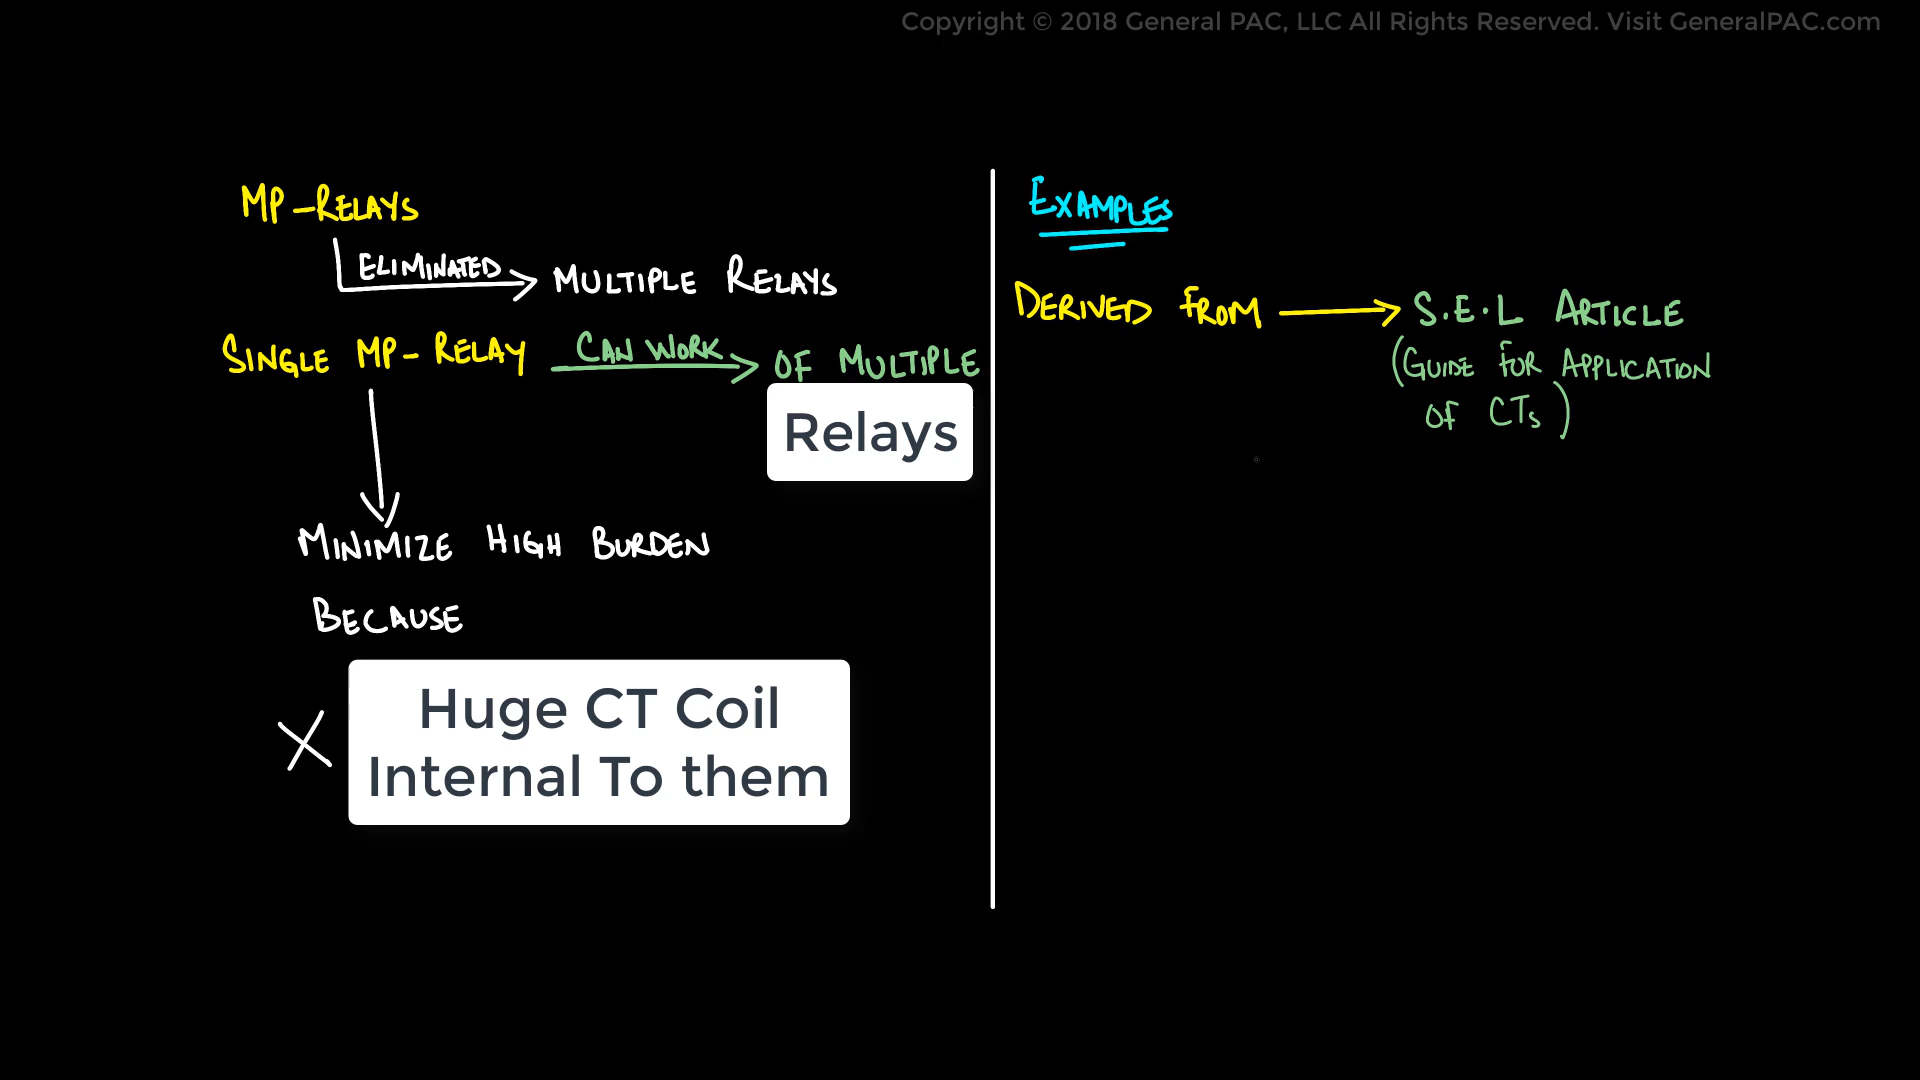 Copyright © 2018 General PAC, LLC All Rights Reserved. Visit GeneralPAC.com
MP-RELAYS
ELIMINATED
MULTIPLE RELAYS
SINGLE MP-RELAY CAN WORK OF MULTIPLE
Relays
MINIMIZE HIGH BURDEN
BECAUSE
X
Huge CT Coil
Internal To them
EXAMPLES
DERIVED FROM S.E.L ARTICLE
(GUIDE FOR APPLICATION
OF CTs)